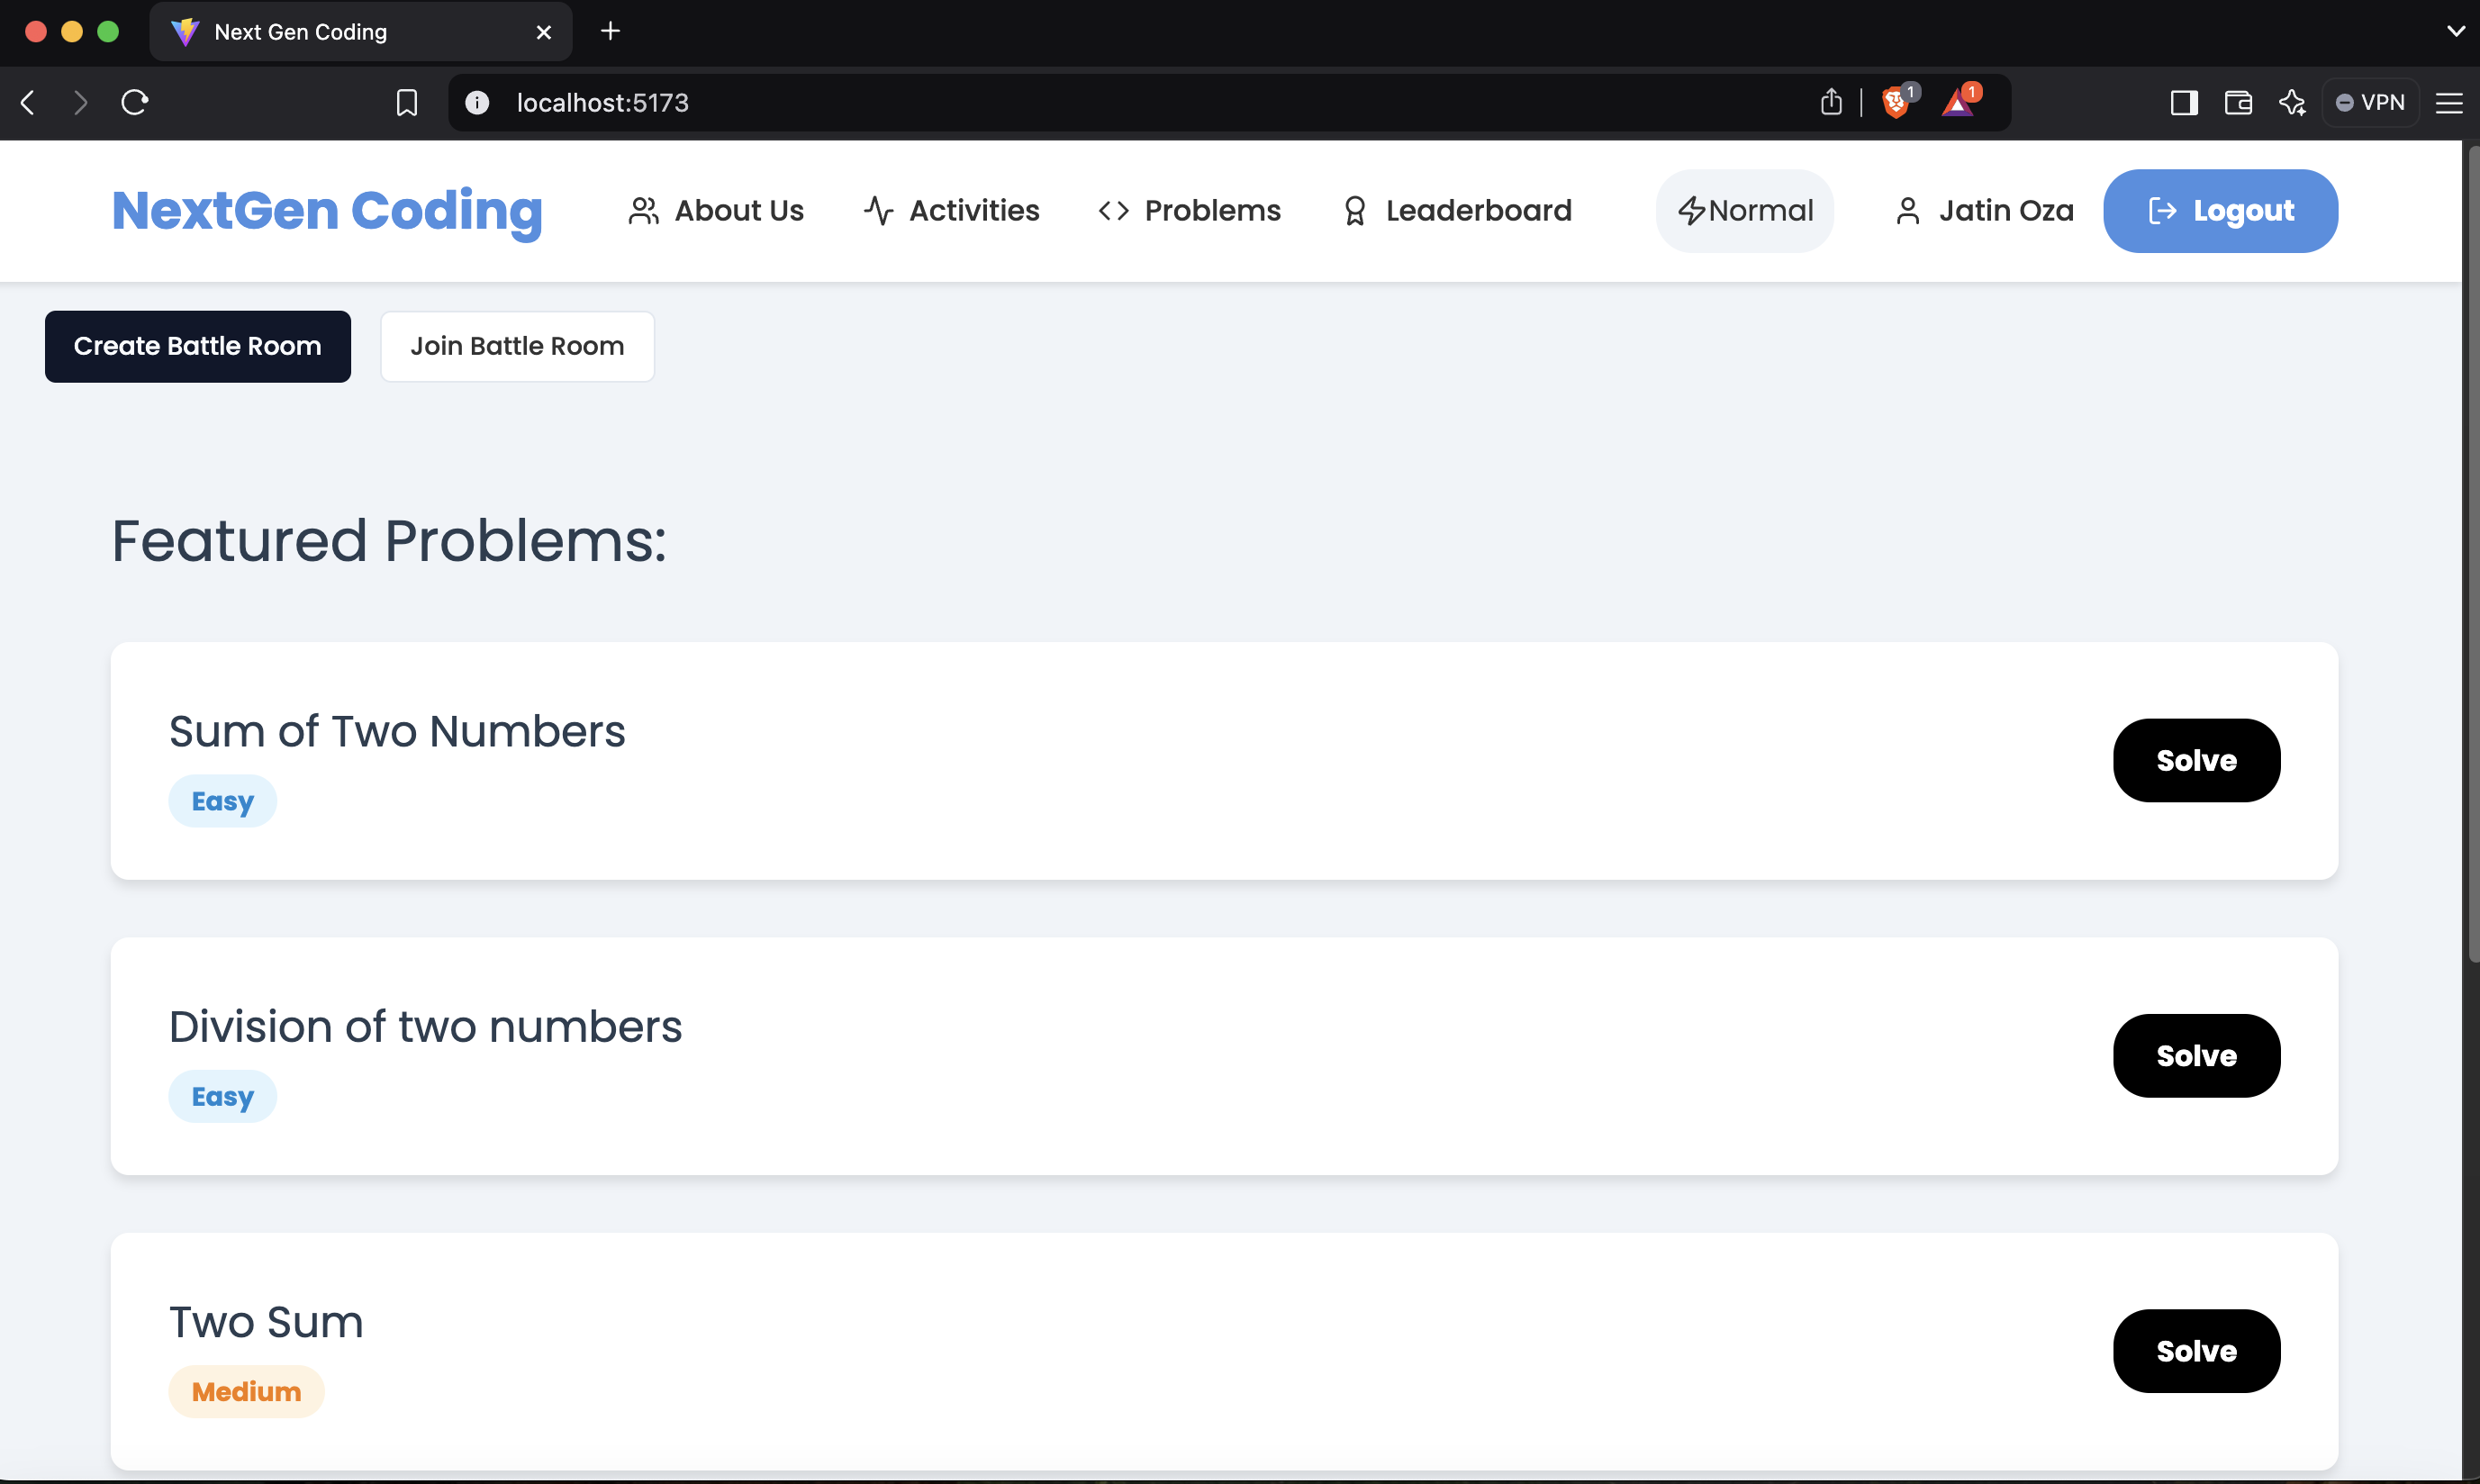 Next Gen Coding
localhost:5173
1
1
VPN
NextGen Coding
About Us
Activities
Problems
Leaderboard
Normal
Jatin Oza
Logout
Create Battle Room
Join Battle Room
Featured Problems:
Sum of Two Numbers
Easy
Solve
Division of two numbers
Easy
Solve
Two Sum
Medium
Solve